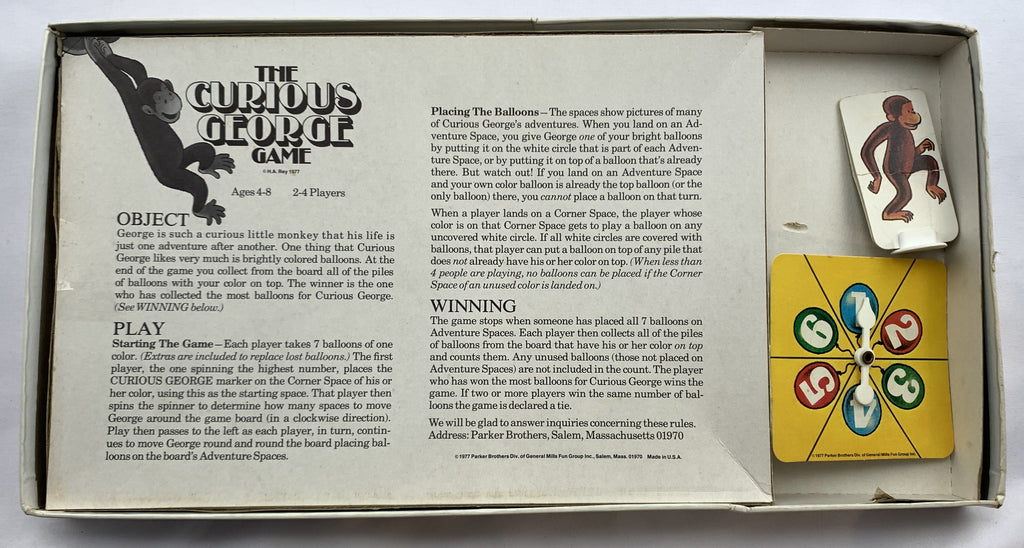 THE
CURIOUS
GEORGE
GAME
© H.A. Rey 1977
Ages 4-8 2-4 Players
OBJECT
George is such a curious little monkey that his life is
just one adventure after another. One thing that Curious
George likes very much is brightly colored balloons. At the
end of the game you collect from the board all of the piles
of balloons with your color on top. The winner is the one
who has collected the most balloons for Curious George.
(See WINNING below.)
PLAY
Starting The Game—Each player takes 7 balloons of one
color. (Extras are included to replace lost balloons.) The first
player, the one spinning the highest number, places the
CURIOUS GEORGE marker on the Corner Space of his or
her color, using this as the starting space. That player then
spins the spinner to determine how many spaces to move
George around the game board (in a clockwise direction).
Play then passes to the left as each player, in turn, contin-
ues to move George round and round the board placing bal-
loons on the board's Adventure Spaces.
Placing The Balloons—The spaces show pictures of many
of Curious George's adventures. When you land on an Ad-
venture Space, you give George one of your bright balloons
by putting it on the white circle that is part of each Adven-
ture Space, or by putting it on top of a balloon that's already
there. But watch out! If you land on an Adventure Space
and your own color balloon is already the top balloon (or the
only balloon) there, you cannot place a balloon on that turn.
When a player lands on a Corner Space, the player whose
color is on that Corner Space gets to play a balloon on any
uncovered white circle. If all white circles are covered with
balloons, that player can put a balloon on top of any pile that
does not already have his or her color on top. (When less than
4 people are playing, no balloons can be placed if the Corner
Space of an unused color is landed on.)
WINNING
The game stops when someone has placed all 7 balloons on
Adventure Spaces. Each player then collects all of the piles
of balloons from the board that have his or her color on top
and counts them. Any unused balloons (those not placed on
Adventure Spaces) are not included in the count. The player
who has won the most balloons for Curious George wins the
game. If two or more players win the same number of bal-
loons the game is declared a tie.
We will be glad to answer inquiries concerning these rules.
Address: Parker Brothers, Salem, Massachusetts 01970
© 1977 Parker Brothers Div. of General Mills Fun Group Inc., Salem, Mass. 01970 Made in U.S.A.
1
2
3
4
5
6
© 1977 Parker Brothers Div. of General Mills Fun Group Inc.